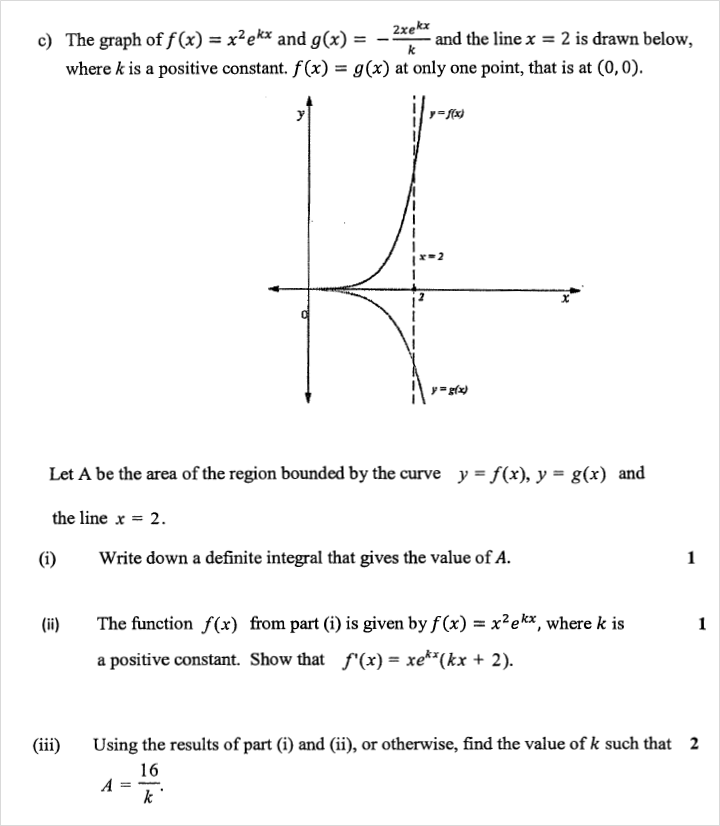 c) The graph of f(x) = x²e^{kx} and g(x) = − \frac{2xe^{kx}}{k} and the line x = 2 is drawn below,
where k is a positive constant. f(x) = g(x) at only one point, that is at (0, 0).
y
y = f(x)
x = 2
2
x
0
y = g(x)
Let A be the area of the region bounded by the curve y = f(x), y = g(x) and
the line x = 2.
(i) Write down a definite integral that gives the value of A. 1
(ii) The function f(x) from part (i) is given by f(x) = x²e^{kx}, where k is 1
a positive constant. Show that f'(x) = xe^{kx}(kx + 2).
(iii) Using the results of part (i) and (ii), or otherwise, find the value of k such that 2
A = \frac{16}{k}.